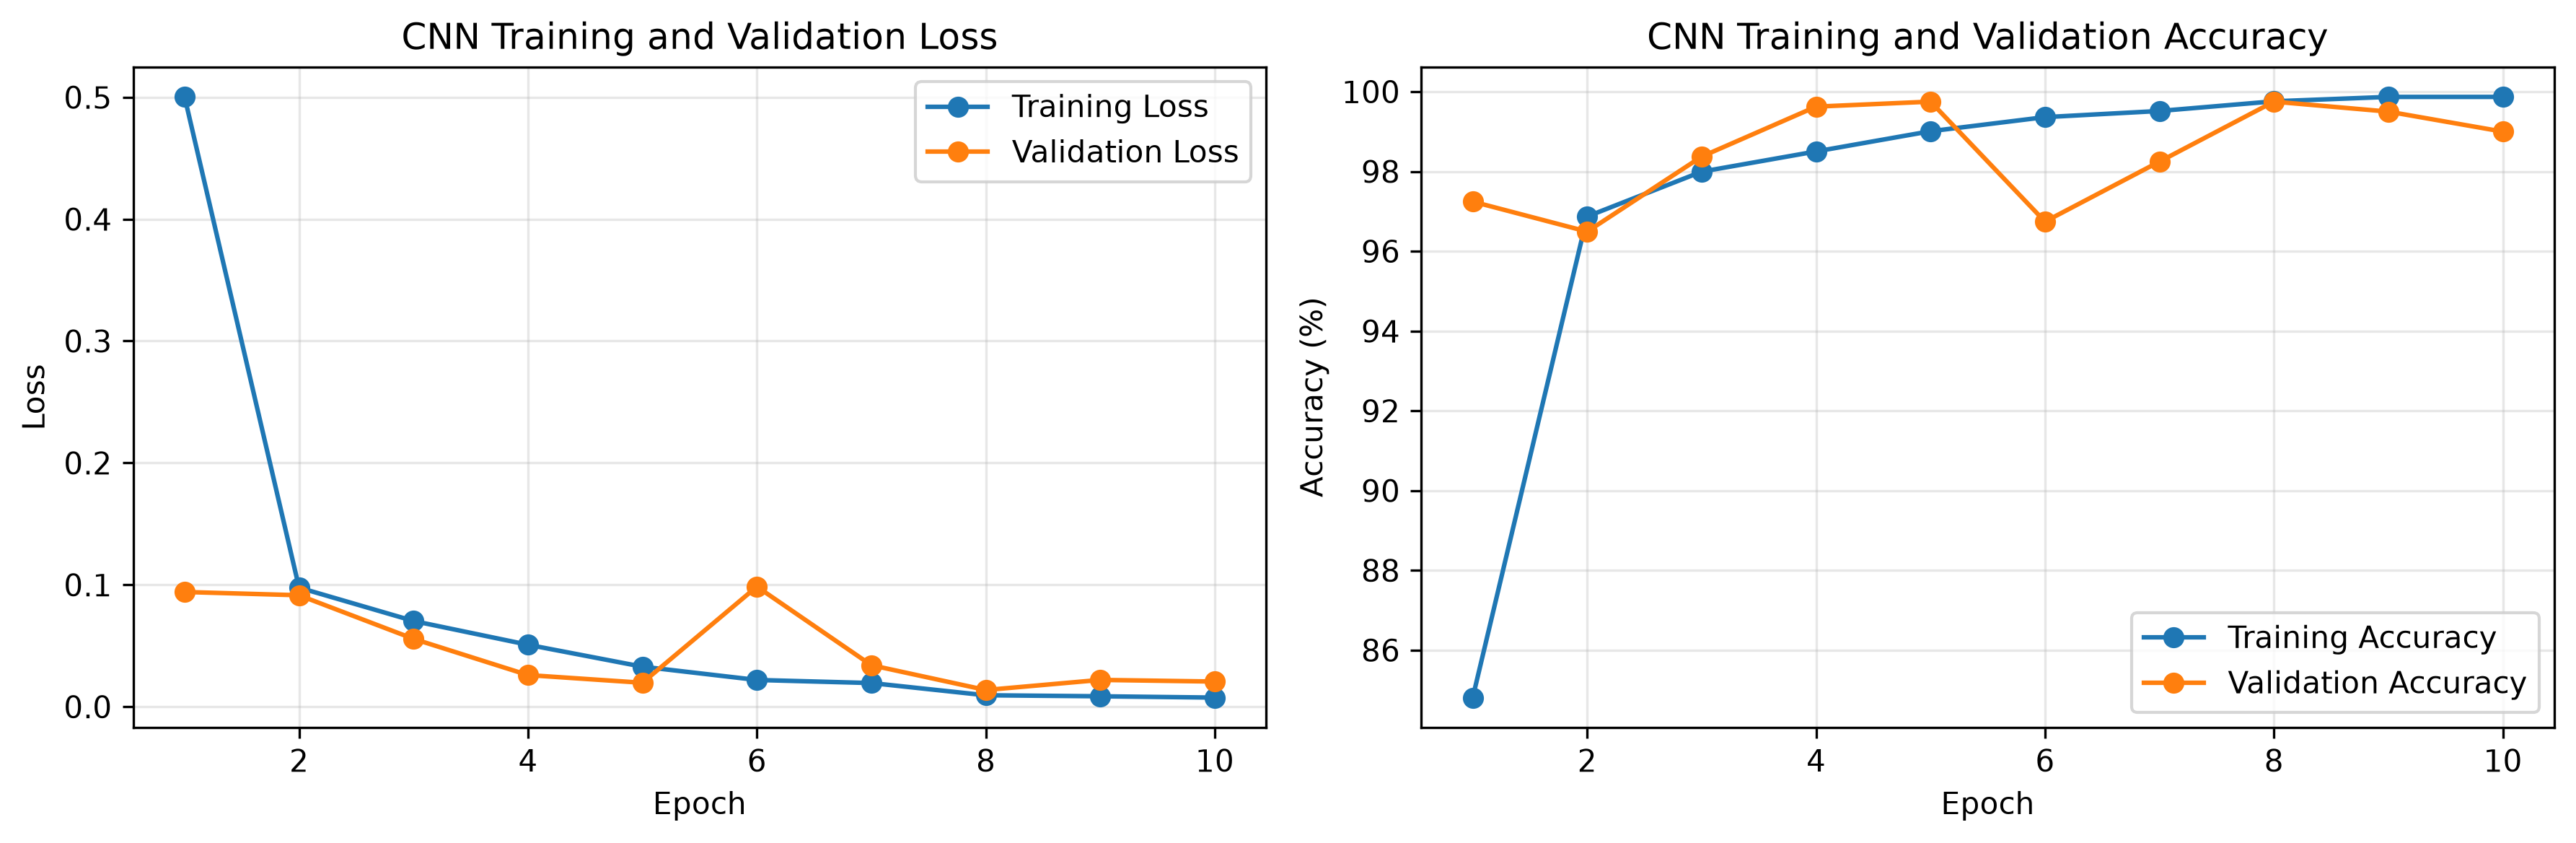 CNN Training and Validation Loss
0.5
0.4
0.3
0.2
0.1
0.0
Loss
Training Loss
Validation Loss
2 4 6 8 10
Epoch
CNN Training and Validation Accuracy
100
98
96
94
92
90
88
86
Accuracy (%)
Training Accuracy
Validation Accuracy
2 4 6 8 10
Epoch